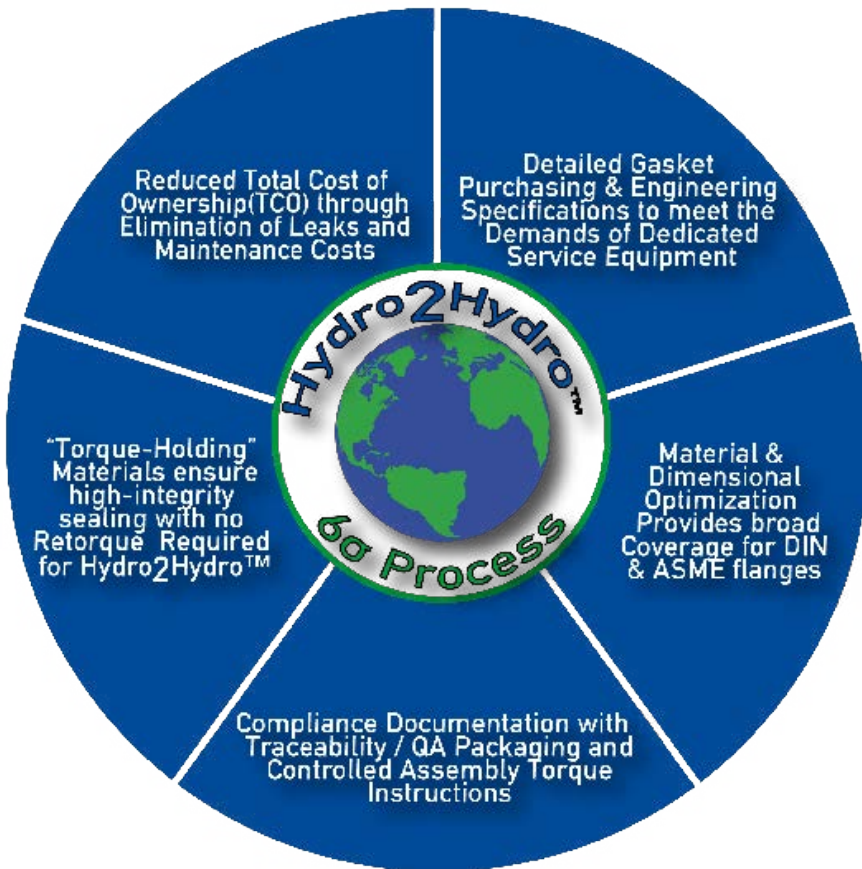 Reduced Total Cost of
Ownership(TCO) through
Elimination of Leaks and
Maintenance Costs
Detailed Gasket
Purchasing & Engineering
Specifications to meet the
Demands of Dedicated
Service Equipment
Hydro2Hydro™
6σ Process
"Torque-Holding"
Materials ensure
high-integrity
sealing with no
Retorque Required
for Hydro2Hydro™
Material &
Dimensional
Optimization
Provides broad
Coverage for DIN
& ASME flanges
Compliance Documentation with
Traceability / QA Packaging and
Controlled Assembly Torque
Instructions